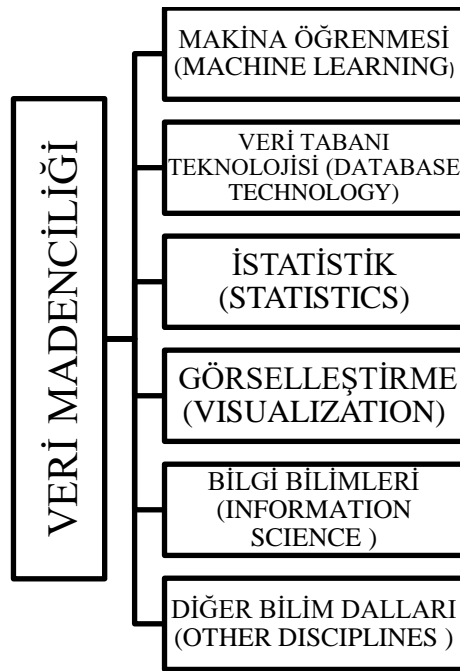 VERİ MADENCİLİĞİ
MAKİNA ÖĞRENMESİ
(MACHINE LEARNING)
VERİ TABANI
TEKNOLOJİSİ (DATABASE
TECHNOLOGY)
İSTATİSTİK
(STATISTICS)
GÖRSELLEŞTİRME
(VISUALIZATION)
BİLGİ BİLİMLERİ
(INFORMATION
SCIENCE )
DİĞER BİLİM DALLARI
(OTHER DISCIPLINES )